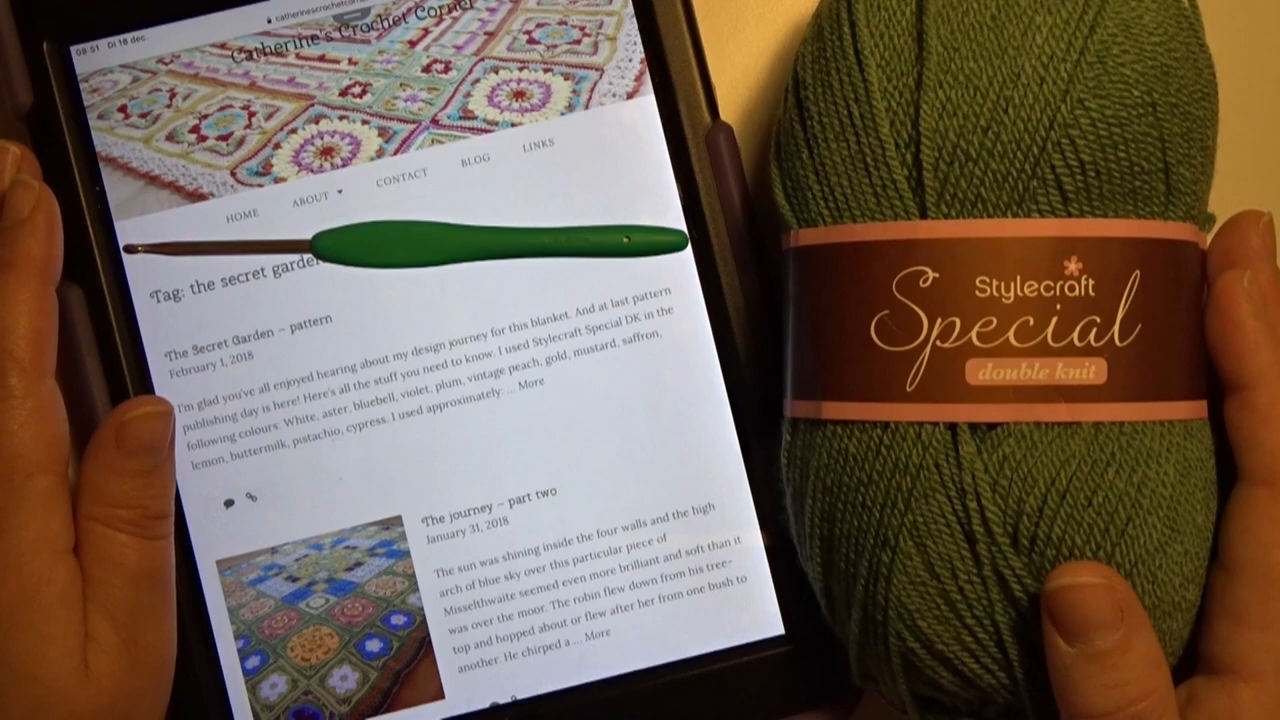 08:51 Di 18 dec.
catherinescrochetcorn
Catherine's Crochet Corner
HOME ABOUT CONTACT BLOG LINKS
Tag: the secret garden
The Secret Garden – pattern
February 1, 2018
I'm glad you've all enjoyed hearing about my design journey for this blanket. And at last pattern
publishing day is here! Here's all the stuff you need to know. I used Stylecraft Special DK in the
following colours: White, aster, bluebell, violet, plum, vintage peach, gold, mustard, saffron,
lemon, buttermilk, pistachio, cypress. I used approximately: ... More
The journey – part two
January 31, 2018
The sun was shining inside the four walls and the high
arch of blue sky over this particular piece of
Misselthwaite seemed even more brilliant and soft than it
was over the moor. The robin flew down from his tree-
top and hopped about or flew after her from one bush to
another. He chirped a ... More
Stylecraft
Special
double knit